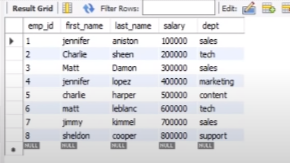 Result Grid Filter Rows: Edit:
emp_id first_name last_name salary dept
1 jennifer aniston 100000 sales
2 Charlie sheen 200000 tech
3 Matt Damon 300000 sales
4 jennifer lopez 400000 marketing
5 charlie harper 500000 content
6 matt leblanc 600000 tech
7 jimmy kimmel 700000 sales
8 sheldon cooper 800000 support
NULL NULL NULL NULL NULL